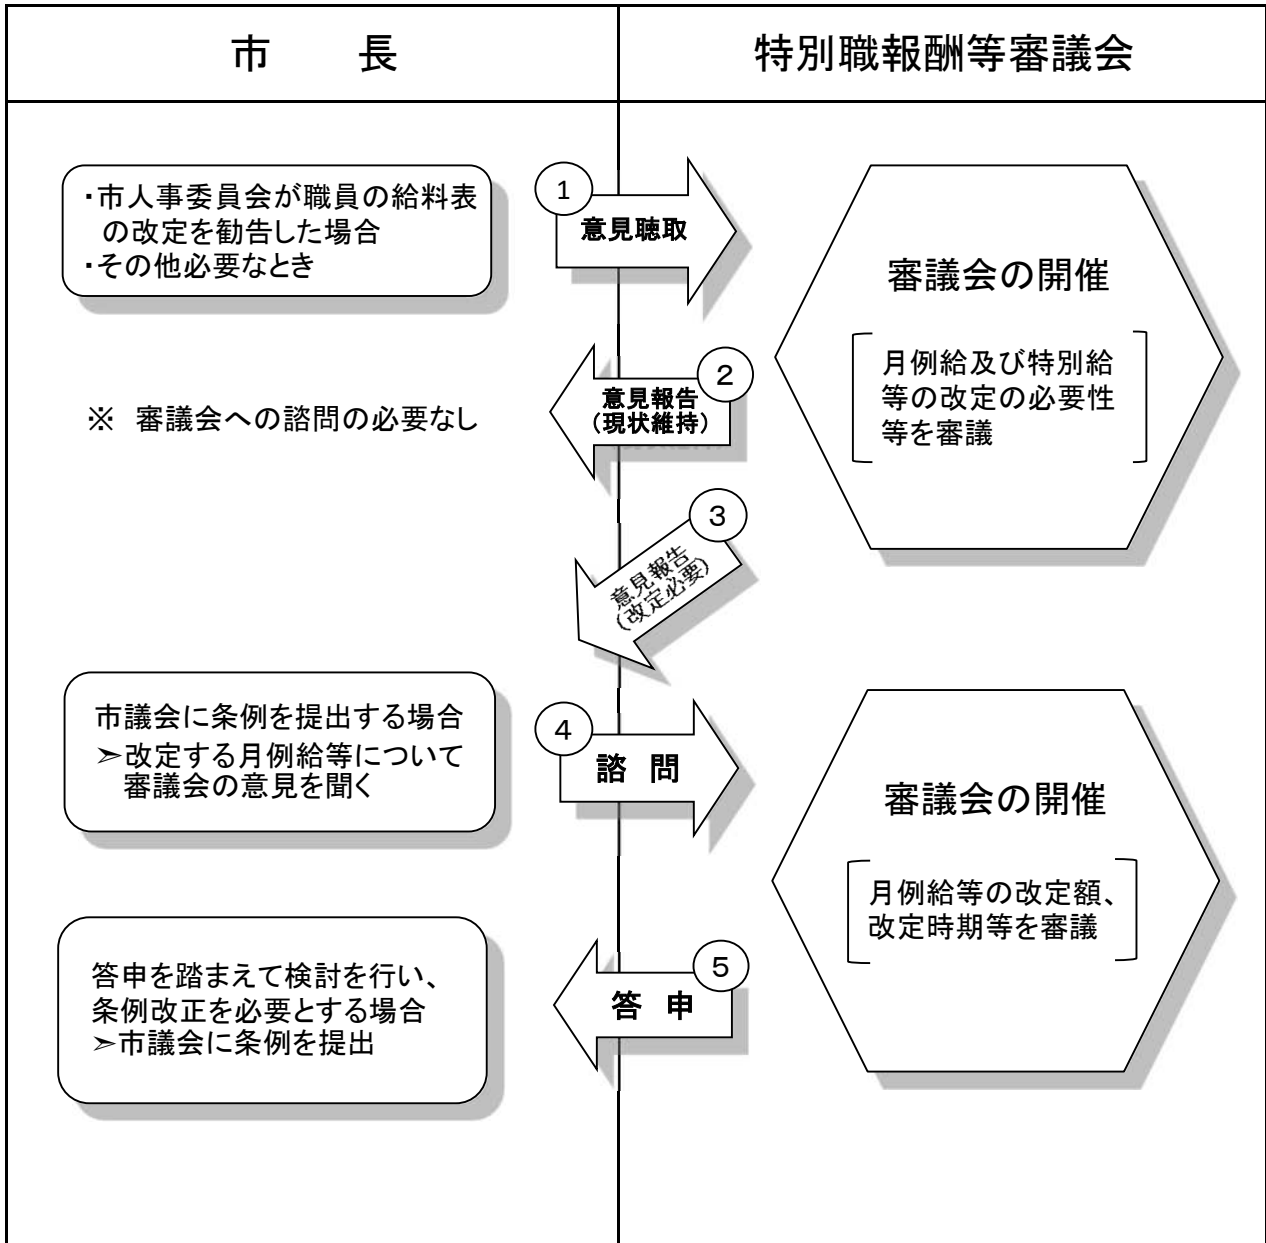 市　　長
特別職報酬等審議会
・市人事委員会が職員の給料表
の改定を勧告した場合
・その他必要なとき
1
意見聴取
審議会の開催
月例給及び特別給
等の改定の必要性
等を審議
2
意見報告
（現状維持）
※　審議会への諮問の必要なし
3
意見報告
（改定必要）
市議会に条例を提出する場合
➢改定する月例給等について
審議会の意見を聞く
4
諮　問
審議会の開催
月例給等の改定額、
改定時期等を審議
5
答　申
答申を踏まえて検討を行い、
条例改正を必要とする場合
➢市議会に条例を提出